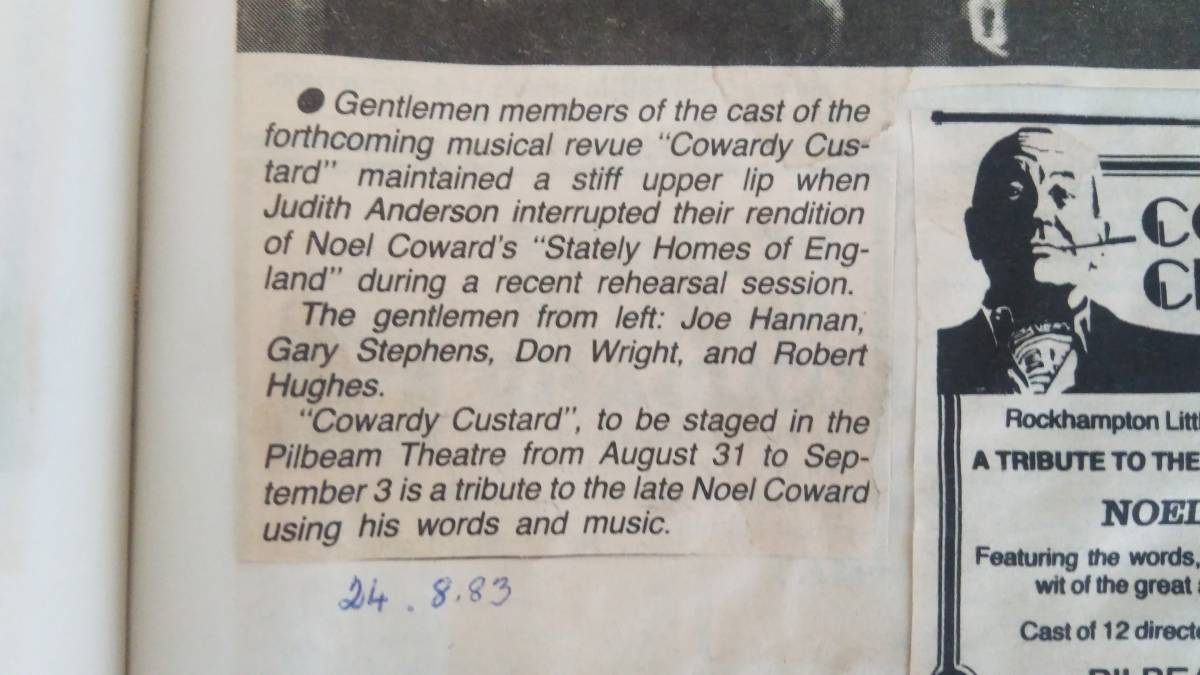 ● Gentlemen members of the cast of the
forthcoming musical revue "Cowardy Cus-
tard" maintained a stiff upper lip when
Judith Anderson interrupted their rendition
of Noel Coward's "Stately Homes of Eng-
land" during a recent rehearsal session.
The gentlemen from left: Joe Hannan,
Gary Stephens, Don Wright, and Robert
Hughes.
"Cowardy Custard", to be staged in the
Pilbeam Theatre from August 31 to Sep-
tember 3 is a tribute to the late Noel Coward
using his words and music.
24.8.83
Rockhampton
A TRIBUTE TO THE
NOEL
Featuring the words,
wit of the great
Cast of 12